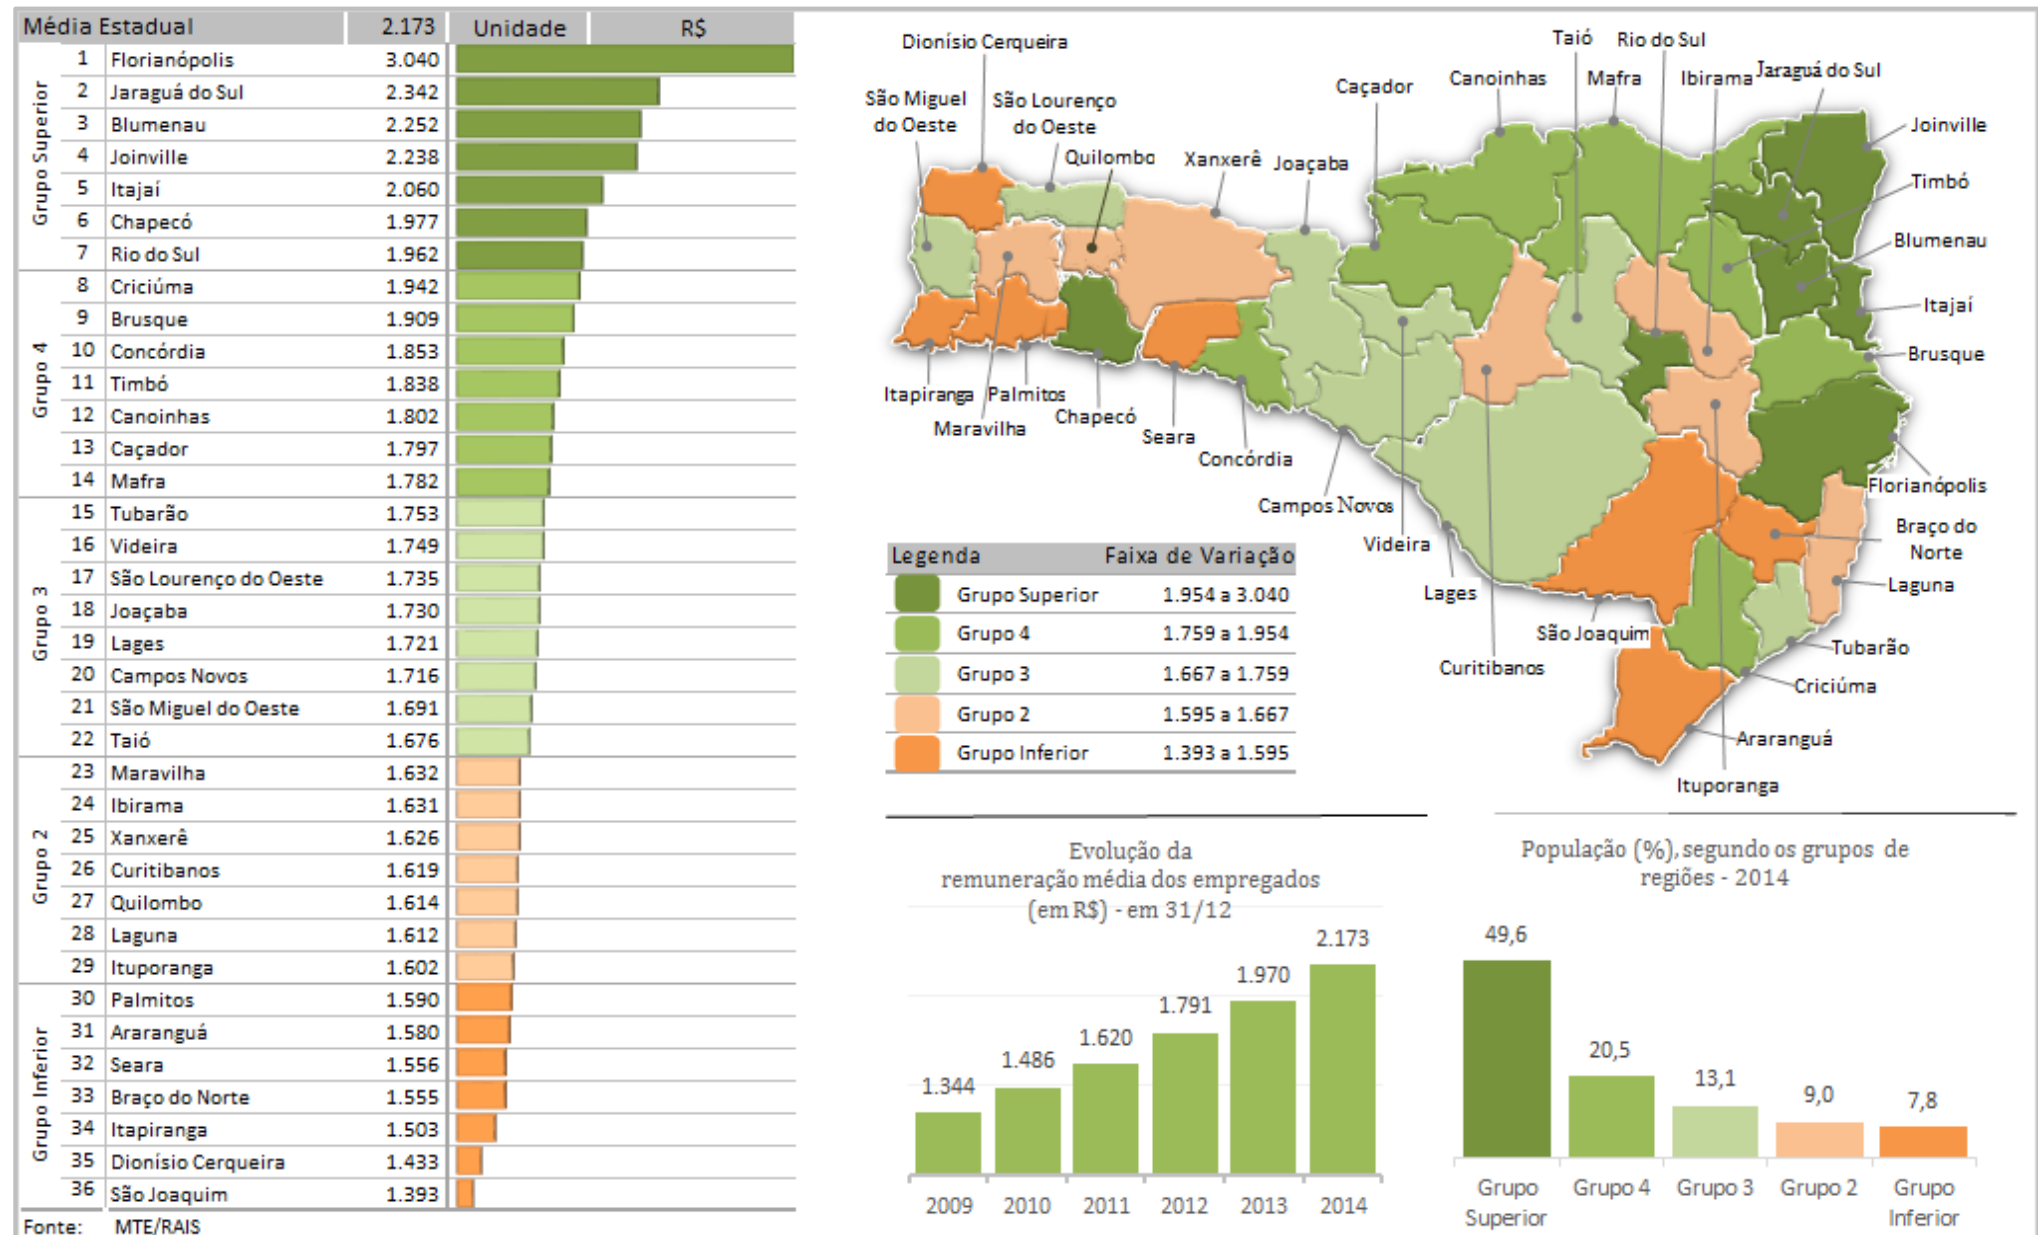 Média Estadual 2.173 Unidade R$
Grupo Superior
1 Florianópolis 3.040
2 Jaraguá do Sul 2.342
3 Blumenau 2.252
4 Joinville 2.238
5 Itajaí 2.060
6 Chapecó 1.977
7 Rio do Sul 1.962
Grupo 4
8 Criciúma 1.942
9 Brusque 1.909
10 Concórdia 1.853
11 Timbó 1.838
12 Canoinhas 1.802
13 Caçador 1.797
14 Mafra 1.782
Grupo 3
15 Tubarão 1.753
16 Videira 1.749
17 São Lourenço do Oeste 1.735
18 Joaçaba 1.730
19 Lages 1.721
20 Campos Novos 1.716
21 São Miguel do Oeste 1.691
22 Taió 1.676
Grupo 2
23 Maravilha 1.632
24 Ibirama 1.631
25 Xanxerê 1.626
26 Curitibanos 1.619
27 Quilombo 1.614
28 Laguna 1.612
29 Ituporanga 1.602
Grupo Inferior
30 Palmitos 1.590
31 Araranguá 1.580
32 Seara 1.556
33 Braço do Norte 1.555
34 Itapiranga 1.503
35 Dionísio Cerqueira 1.433
36 São Joaquim 1.393
Fonte: MTE/RAIS
Dionísio Cerqueira
São Miguel
do Oeste
São Lourenço
do Oeste
Quilombo
Xanxerê
Joaçaba
Caçador
Canoinhas
Taió
Mafra
Rio do Sul
Ibirama
Jaraguá do Sul
Joinville
Timbó
Blumenau
Itajaí
Brusque
Florianópolis
Braço do
Norte
Laguna
Tubarão
Criciúma
Araranguá
Ituporanga
São Joaquim
Curitibanos
Lages
Videira
Campos Novos
Concórdia
Seara
Chapecó
Maravilha
Palmitos
Itapiranga
Legenda Faixa de Variação
Grupo Superior 1.954 a 3.040
Grupo 4 1.759 a 1.954
Grupo 3 1.667 a 1.759
Grupo 2 1.595 a 1.667
Grupo Inferior 1.393 a 1.595
Evolução da
remuneração média dos empregados
(em R$) - em 31/12
1.344 1.486 1.620 1.791 1.970 2.173
2009 2010 2011 2012 2013 2014
População (%), segundo os grupos de
regiões - 2014
49,6 20,5 13,1 9,0 7,8
Grupo Superior
Grupo 4
Grupo 3
Grupo 2
Grupo Inferior